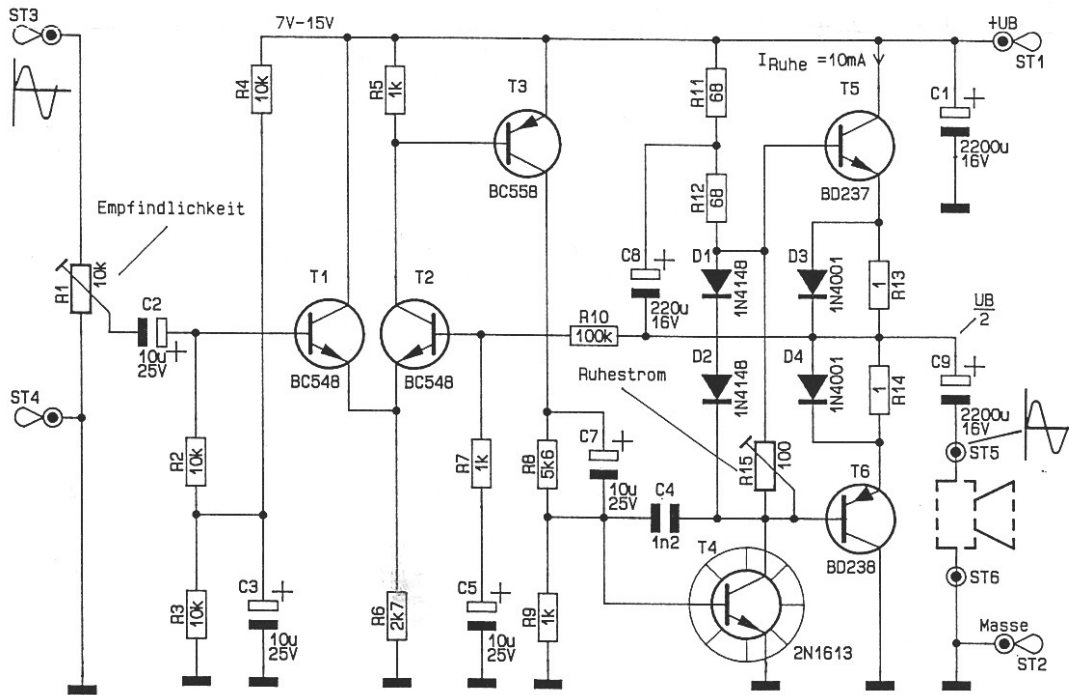 ST3
7V-15V
+UB
ST1
I Ruhe =10mA
R4
10k
R5
1k
T3
BC558
R11
68
R12
68
T5
BD237
C1
+
2200u
16V
Empfindlichkeit
R1
10k
C2
+
10u
25V
T1
BC548
T2
BC548
C8
+
220u
16V
R10
100k
D1
1N4148
D3
1N4001
R13
1
UB
2
D2
1N4148
D4
1N4001
R14
1
C9
+
2200u
16V
ST5
ST4
Ruhestrom
R2
10k
R7
1k
R8
5k6
C7
+
10u
25V
C4
1n2
R15
100
T6
BD238
T4
2N1613
ST6
R3
10k
C3
+
10u
25V
R6
2k7
C5
+
10u
25V
R9
1k
Masse
ST2